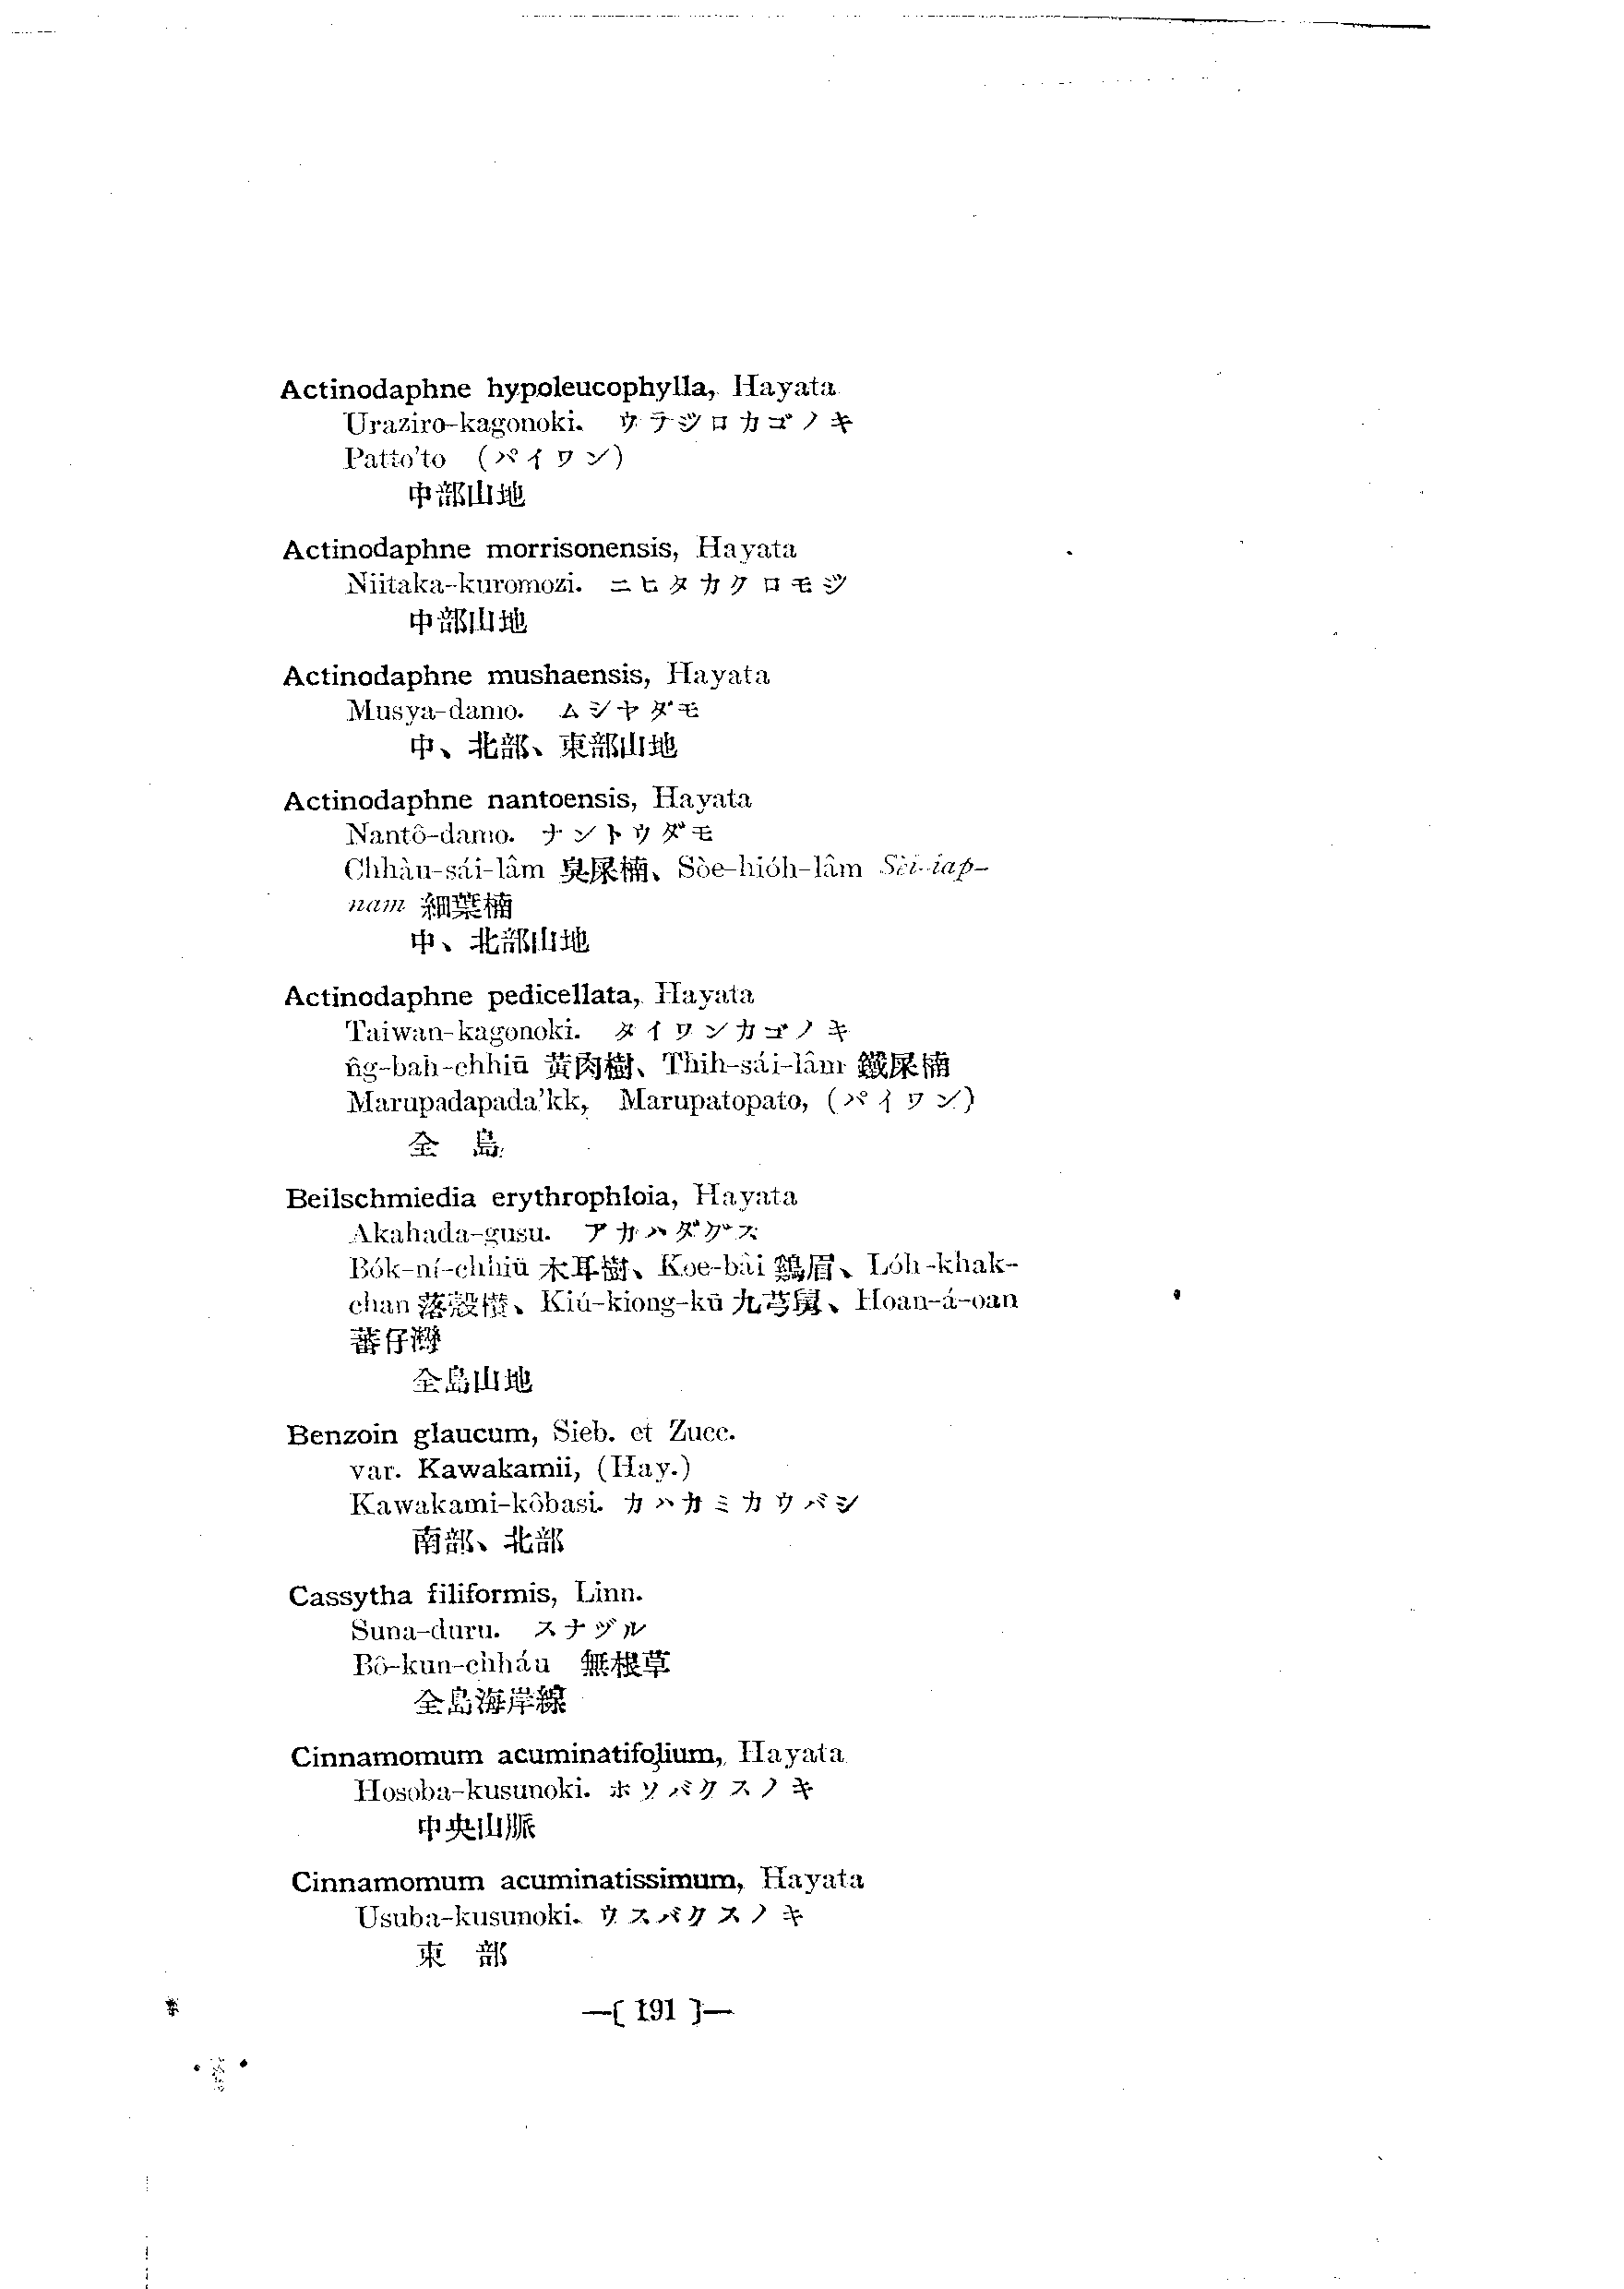 Actinodaphne hypoleucophylla, Hayata
Uraziro-kagonoki. ウラジロカゴノキ
Patto'to (パイワン)
中部山地
Actinodaphne morrisonensis, Hayata
Niitaka-kuromozi. ニヒタカクロモジ
中部山地
Actinodaphne mushaensis, Hayata
Musya-damo. ムシヤダモ
中、北部、東部山地
Actinodaphne nantoensis, Hayata
Nantô-damo. ナントウダモ
Chhàu-sái-lâm 臭屎楠、Sòe-hio̍h-lâm Sèi-iap-
nam 細葉楠
中、北部山地
Actinodaphne pedicellata, Hayata
Taiwan-kagonoki. タイワンカゴノキ
n̂g-bah-chhiū 黃肉樹、Thih-sái-lâm 鐵屎楠
Marupadapada'kk, Marupatopato, (パイワン)
全 島
Beilschmiedia erythrophloia, Hayata
Akahada-gusu. アカハダグス
Bo̍k-ní-chhiū 木耳樹、Koe-bâi 鷄眉、Lo̍h-khak-
chan 落殼、Kiú-kiong-kū 九芎舅、Hoan-á-oan
蕃仔灣
全島山地
Benzoin glaucum, Sieb. et Zucc.
var. Kawakamii, (Hay.)
Kawakami-kôbasi. カハカミカウバシ
南部、北部
Cassytha filiformis, Linn.
Suna-duru. スナヅル
Bô-kun-chháu 無根草
全島海岸線
Cinnamomum acuminatifolium, Hayata
Hosoba-kusunoki. ホソバクスノキ
中央山脈
Cinnamomum acuminatissimum, Hayata
Usuba-kusunoki. ウスバクスノキ
東 部
—[ 191 ]—